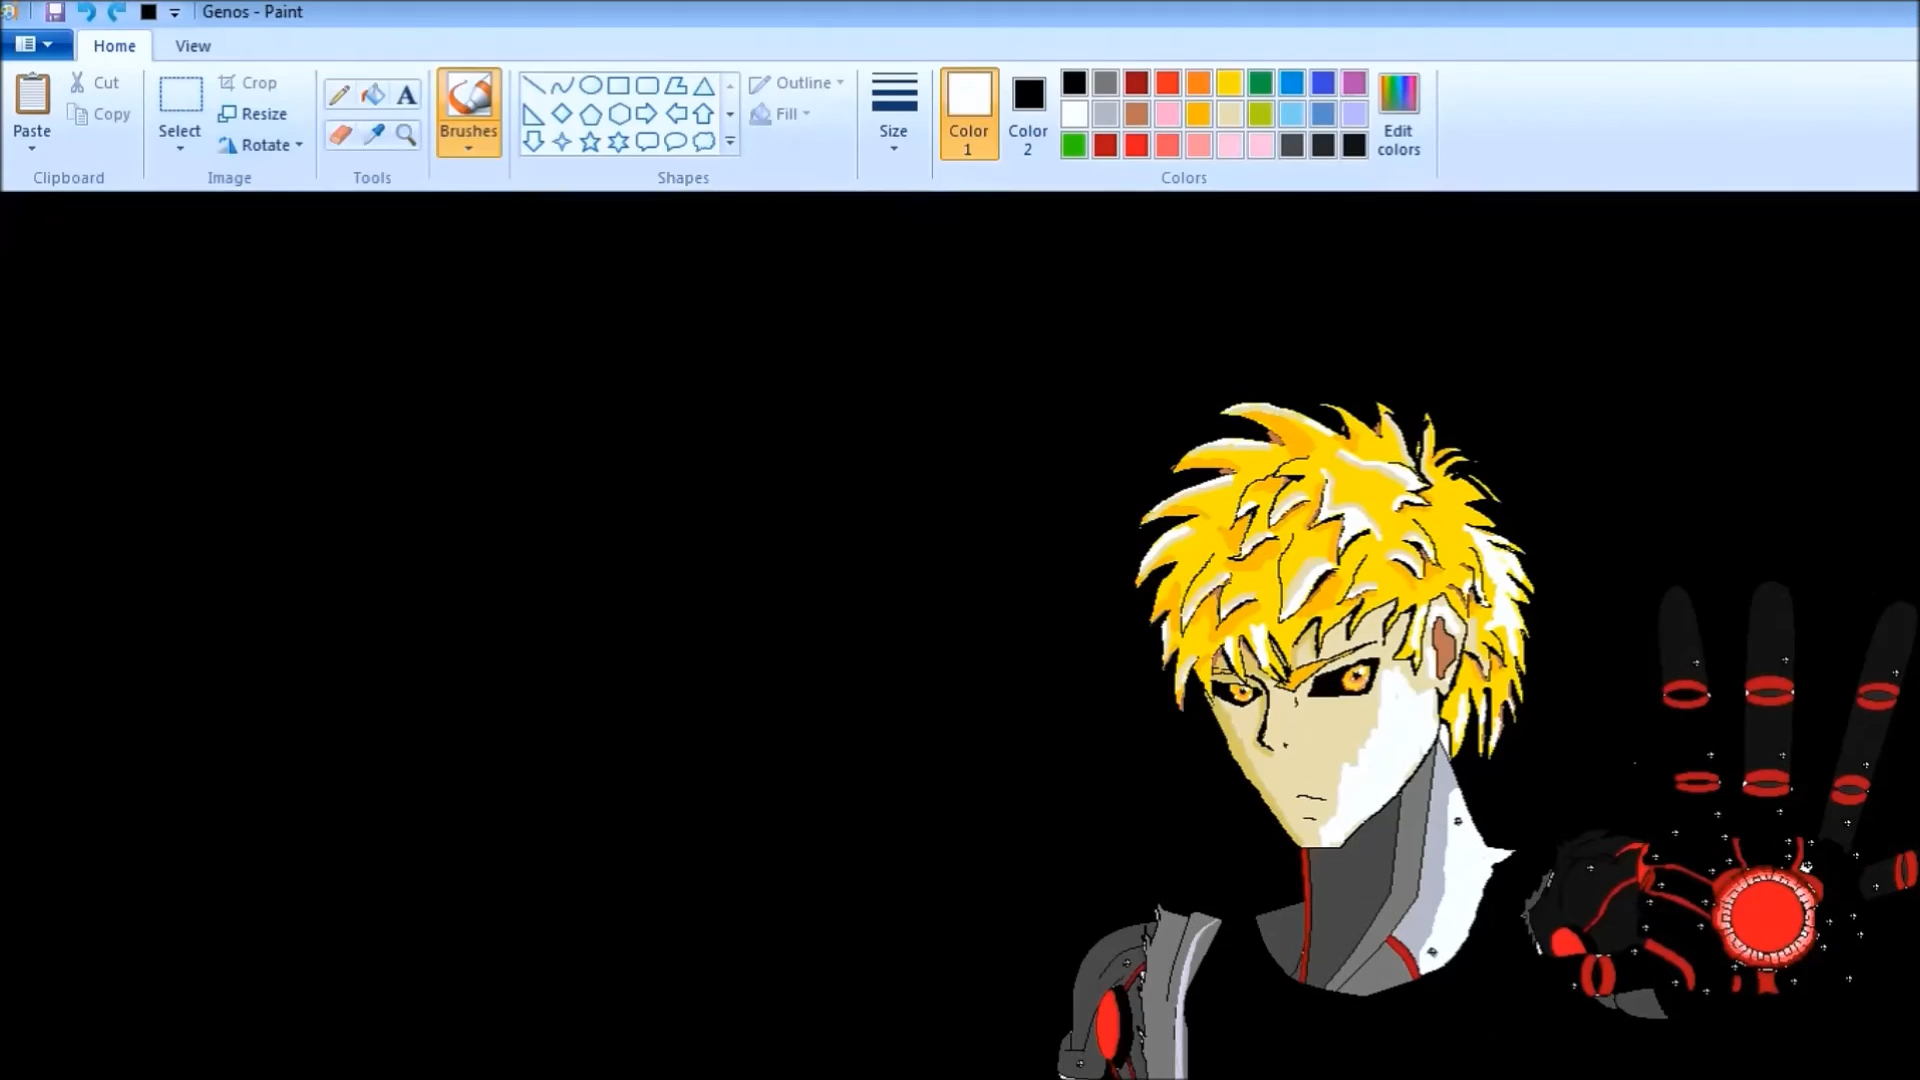 Genos - Paint
Home View
Paste
Cut
Copy
Clipboard
Select
Crop
Resize
Rotate
Image
A
Tools
Brushes
Outline
Fill
Shapes
Size
Color
1
Color
2
Edit
colors
Colors